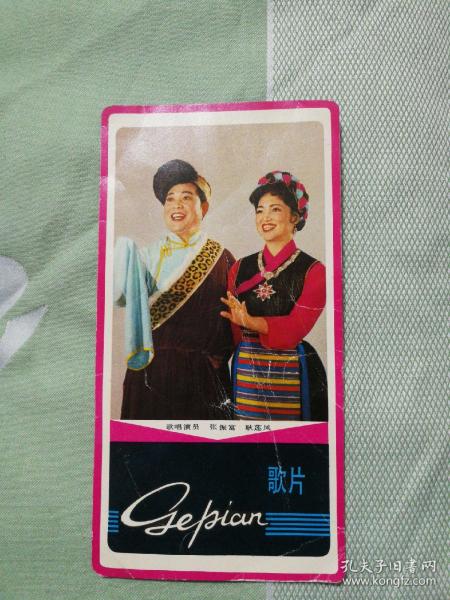 歌唱演员 张振富 耿莲凤
歌片
Gepian
孔夫子旧书网
www.kongfz.com